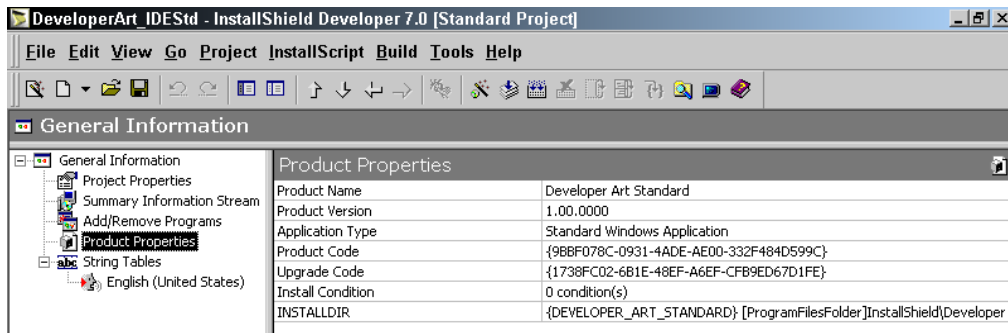 DeveloperArt_IDEStd - InstallShield Developer 7.0 [Standard Project]
File Edit View Go Project InstallScript Build Tools Help
General Information
General Information
Project Properties
Summary Information Stream
Add/Remove Programs
Product Properties
String Tables
English (United States)
Product Properties
Product Name Developer Art Standard
Product Version 1.00.0000
Application Type Standard Windows Application
Product Code {9BBF078C-0931-4ADE-AE00-332F484D599C}
Upgrade Code {1738FC02-6B1E-48EF-A6EF-CFB9ED67D1FE}
Install Condition 0 condition(s)
INSTALLDIR {DEVELOPER_ART_STANDARD} [ProgramFilesFolder]InstallShield\Developer